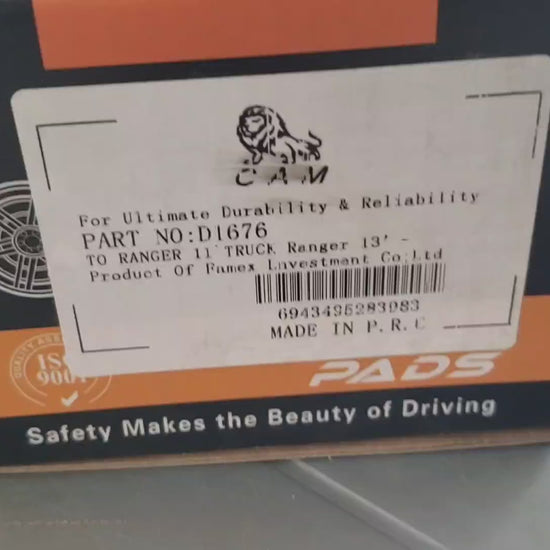 CAM
For Ultimate Durability & Reliability
PART NO:D1676
TO RANGER 11' TRUCK Ranger 13' -
Product Of Famex Investment Co.Ltd
6943495283983
MADE IN P.R.C
ISO
9001
PADS
Safety Makes the Beauty of Driving